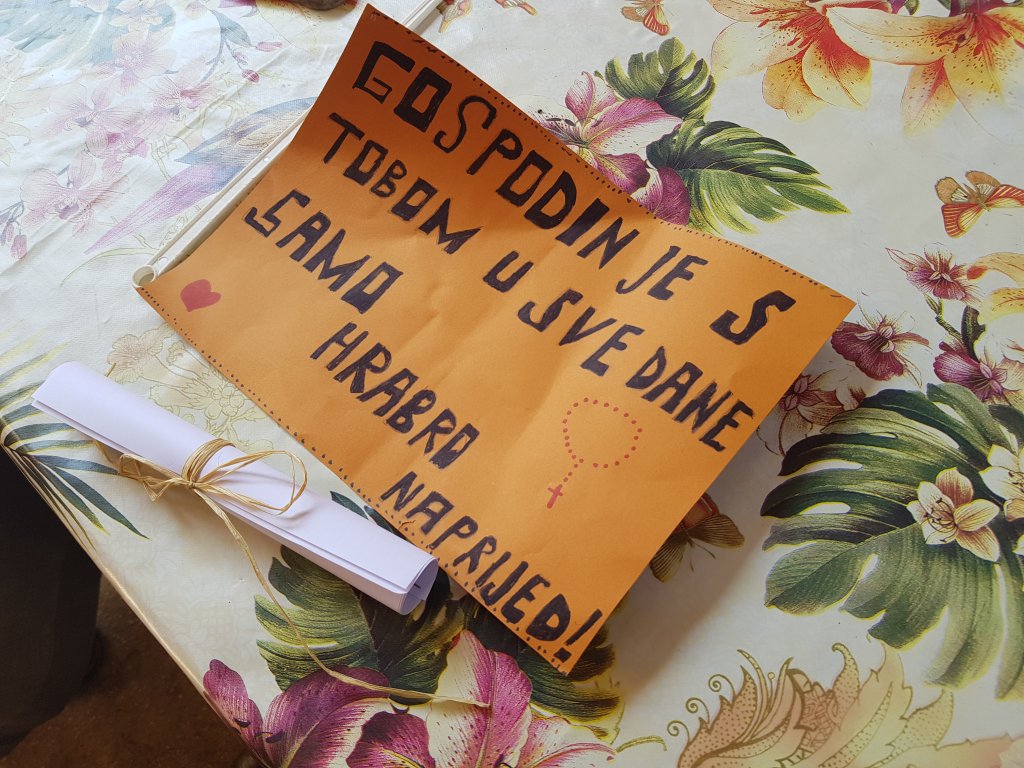 GOSPODIN JE S
TOBOM U SVE DANE
SAMO
HRABRO
NAPRIJED!